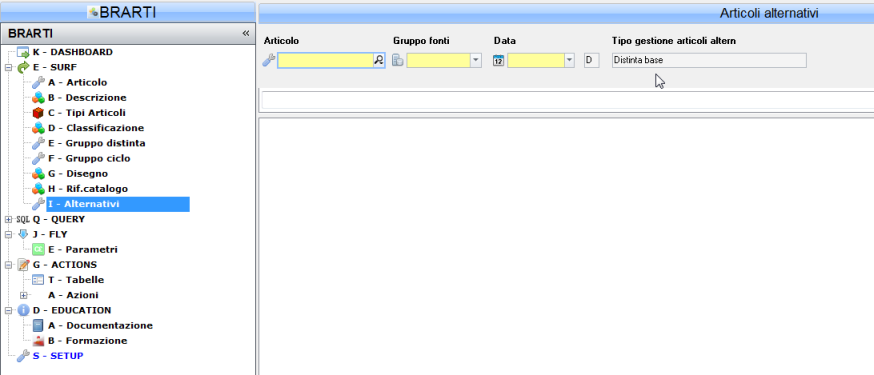 BRARTI
Articoli alternativi
BRARTI «
K - DASHBOARD
E - SURF
A - Articolo
B - Descrizione
C - Tipi Articoli
D - Classificazione
E - Gruppo distinta
F - Gruppo ciclo
G - Disegno
H - Rif.catalogo
I - Alternativi
SQL Q - QUERY
J - FLY
E - Parametri
G - ACTIONS
T - Tabelle
A - Azioni
D - EDUCATION
A - Documentazione
B - Formazione
S - SETUP
Articolo Gruppo fonti Data Tipo gestione articoli altern
12 D Distinta base